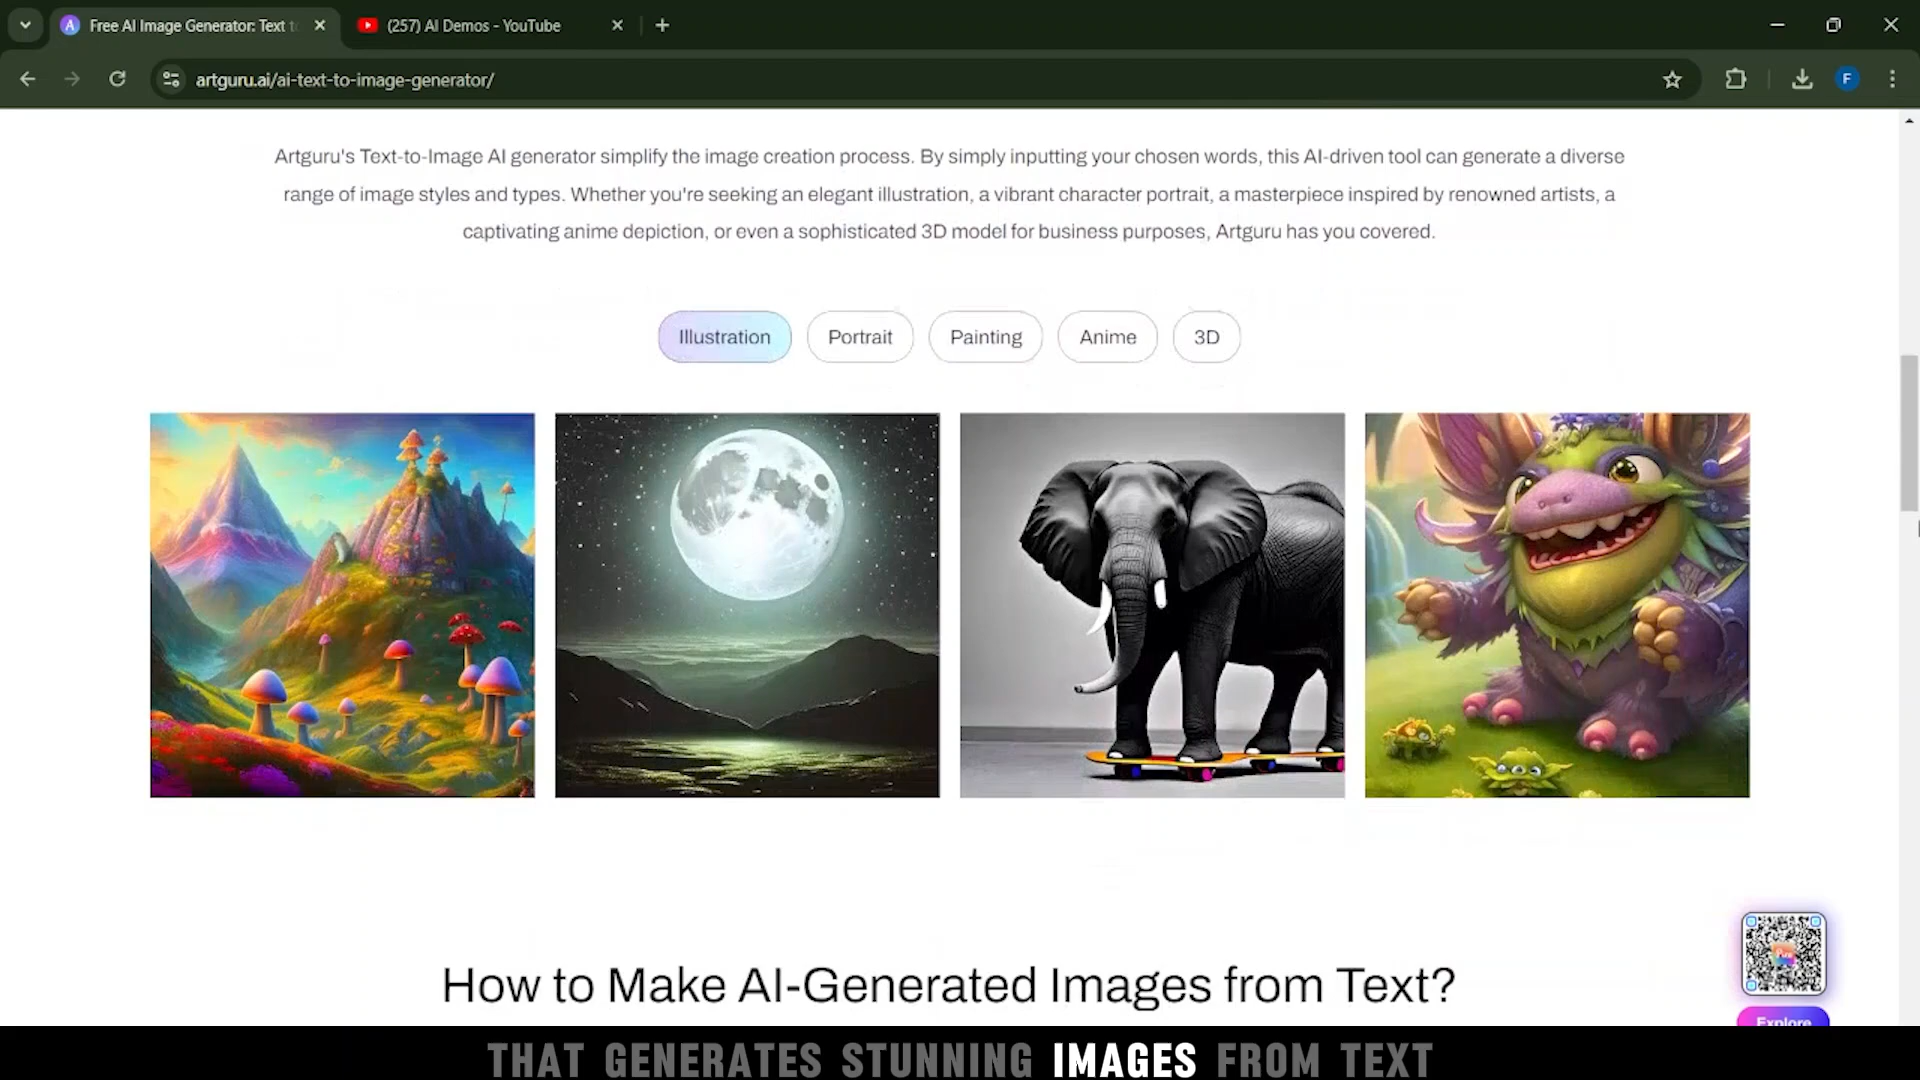 Free AI Image Generator: Text t
(257) AI Demos - YouTube
artguru.ai/ai-text-to-image-generator/
F
Artguru's Text-to-Image AI generator simplify the image creation process. By simply inputting your chosen words, this AI-driven tool can generate a diverse
range of image styles and types. Whether you're seeking an elegant illustration, a vibrant character portrait, a masterpiece inspired by renowned artists, a
captivating anime depiction, or even a sophisticated 3D model for business purposes, Artguru has you covered.
Illustration Portrait Painting Anime 3D
How to Make AI-Generated Images from Text?
Explore
THAT GENERATES STUNNING IMAGES FROM TEXT